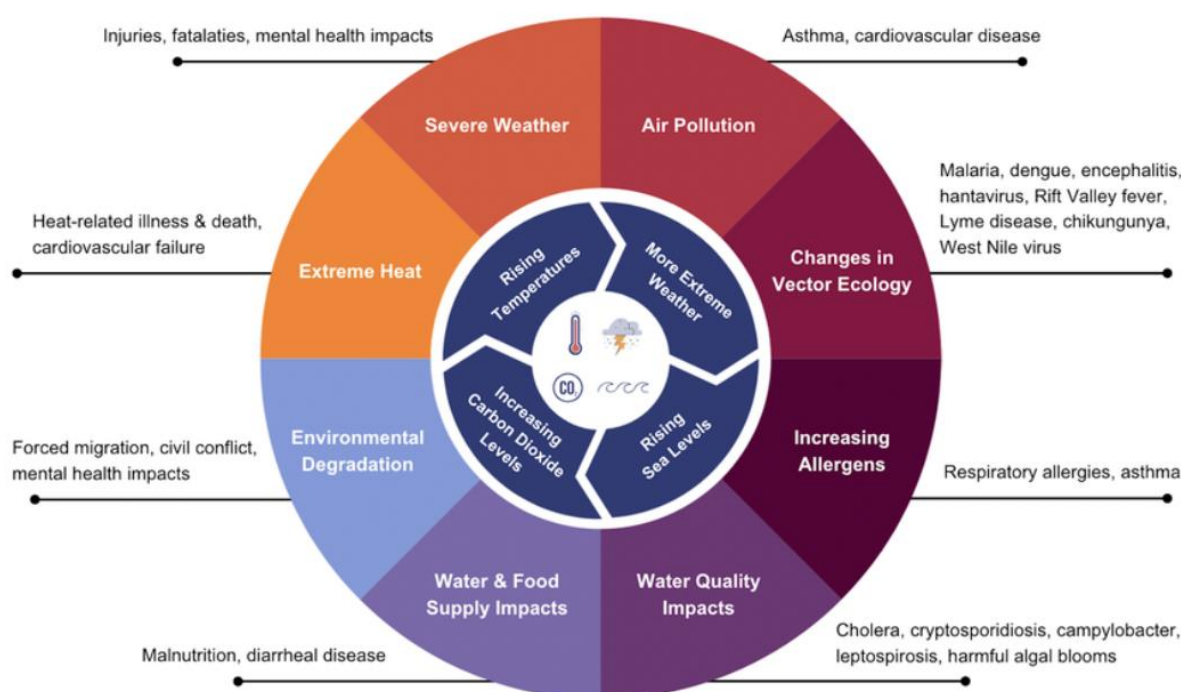 Injuries, fatalaties, mental health impacts
Asthma, cardiovascular disease
Severe Weather
Air Pollution
Malaria, dengue, encephalitis,
hantavirus, Rift Valley fever,
Lyme disease, chikungunya,
West Nile virus
Heat-related illness & death,
cardiovascular failure
Extreme Heat
Changes in
Vector Ecology
Rising
Temperatures
More Extreme
Weather
CO2
Increasing
Carbon Dioxide
Levels
Rising
Sea Levels
Forced migration, civil conflict,
mental health impacts
Environmental
Degradation
Increasing
Allergens
Respiratory allergies, asthma
Water & Food
Supply Impacts
Water Quality
Impacts
Malnutrition, diarrheal disease
Cholera, cryptosporidiosis, campylobacter,
leptospirosis, harmful algal blooms